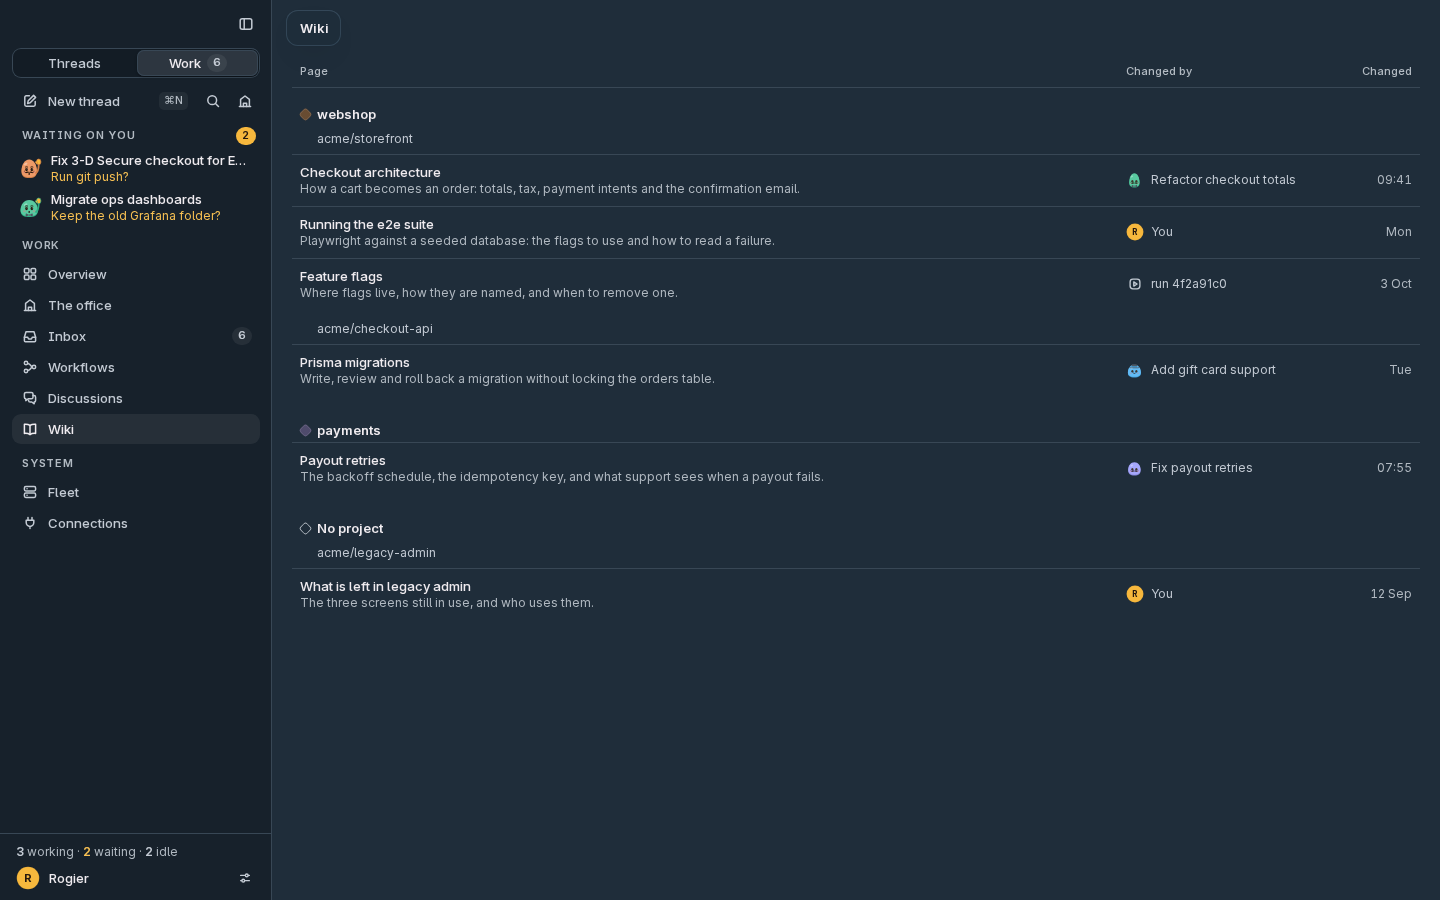 Threads
Work 6
New thread ⌘N
WAITING ON YOU 2
Fix 3-D Secure checkout for E…
Run git push?
Migrate ops dashboards
Keep the old Grafana folder?
WORK
Overview
The office
Inbox 6
Workflows
Discussions
Wiki
SYSTEM
Fleet
Connections
3 working · 2 waiting · 2 idle
R Rogier
Wiki
Page Changed by Changed
webshop
acme/storefront
Checkout architecture
How a cart becomes an order: totals, tax, payment intents and the confirmation email.
Refactor checkout totals 09:41
Running the e2e suite
Playwright against a seeded database: the flags to use and how to read a failure.
R You Mon
Feature flags
Where flags live, how they are named, and when to remove one.
run 4f2a91c0 3 Oct
acme/checkout-api
Prisma migrations
Write, review and roll back a migration without locking the orders table.
Add gift card support Tue
payments
Payout retries
The backoff schedule, the idempotency key, and what support sees when a payout fails.
Fix payout retries 07:55
No project
acme/legacy-admin
What is left in legacy admin
The three screens still in use, and who uses them.
R You 12 Sep